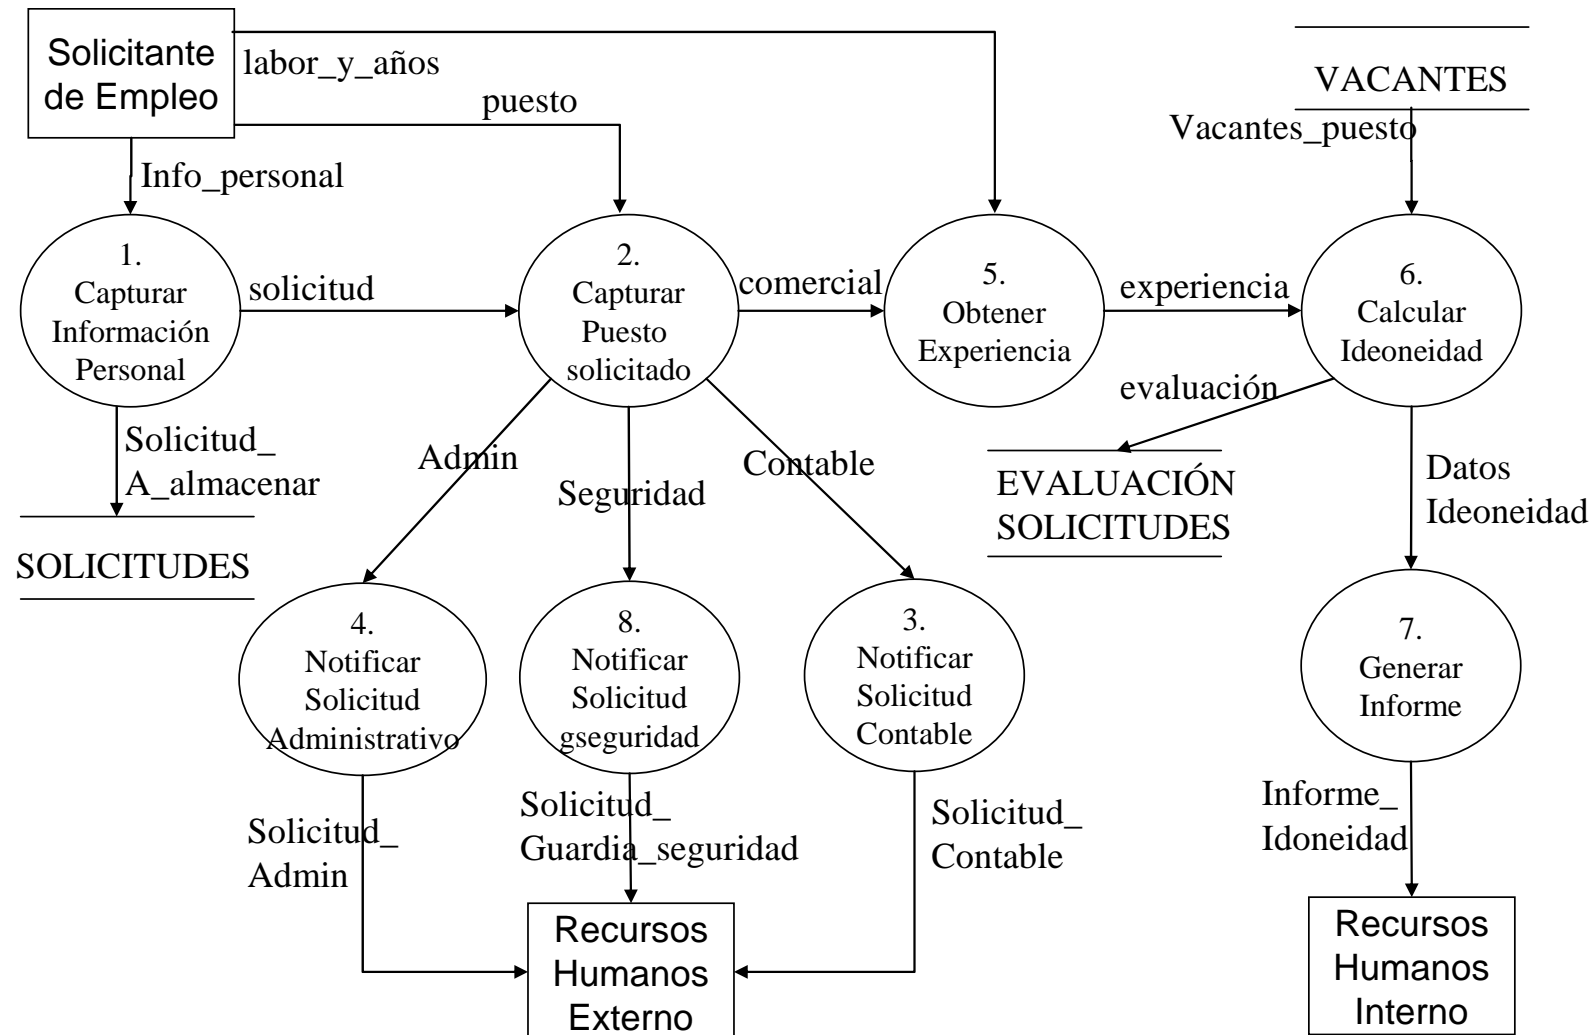 Solicitante
de Empleo
labor_y_años
puesto
Info_personal
VACANTES
Vacantes_puesto
1.
Capturar
Información
Personal
solicitud
2.
Capturar
Puesto
solicitado
comercial
5.
Obtener
Experiencia
experiencia
6.
Calcular
Ideoneidad
evaluación
Solicitud_
A_almacenar
SOLICITUDES
Admin
Seguridad
Contable
EVALUACIÓN
SOLICITUDES
Datos
Ideoneidad
4.
Notificar
Solicitud
Administrativo
8.
Notificar
Solicitud
gseguridad
3.
Notificar
Solicitud
Contable
7.
Generar
Informe
Solicitud_
Admin
Solicitud_
Guardia_seguridad
Solicitud_
Contable
Informe_
Idoneidad
Recursos
Humanos
Externo
Recursos
Humanos
Interno